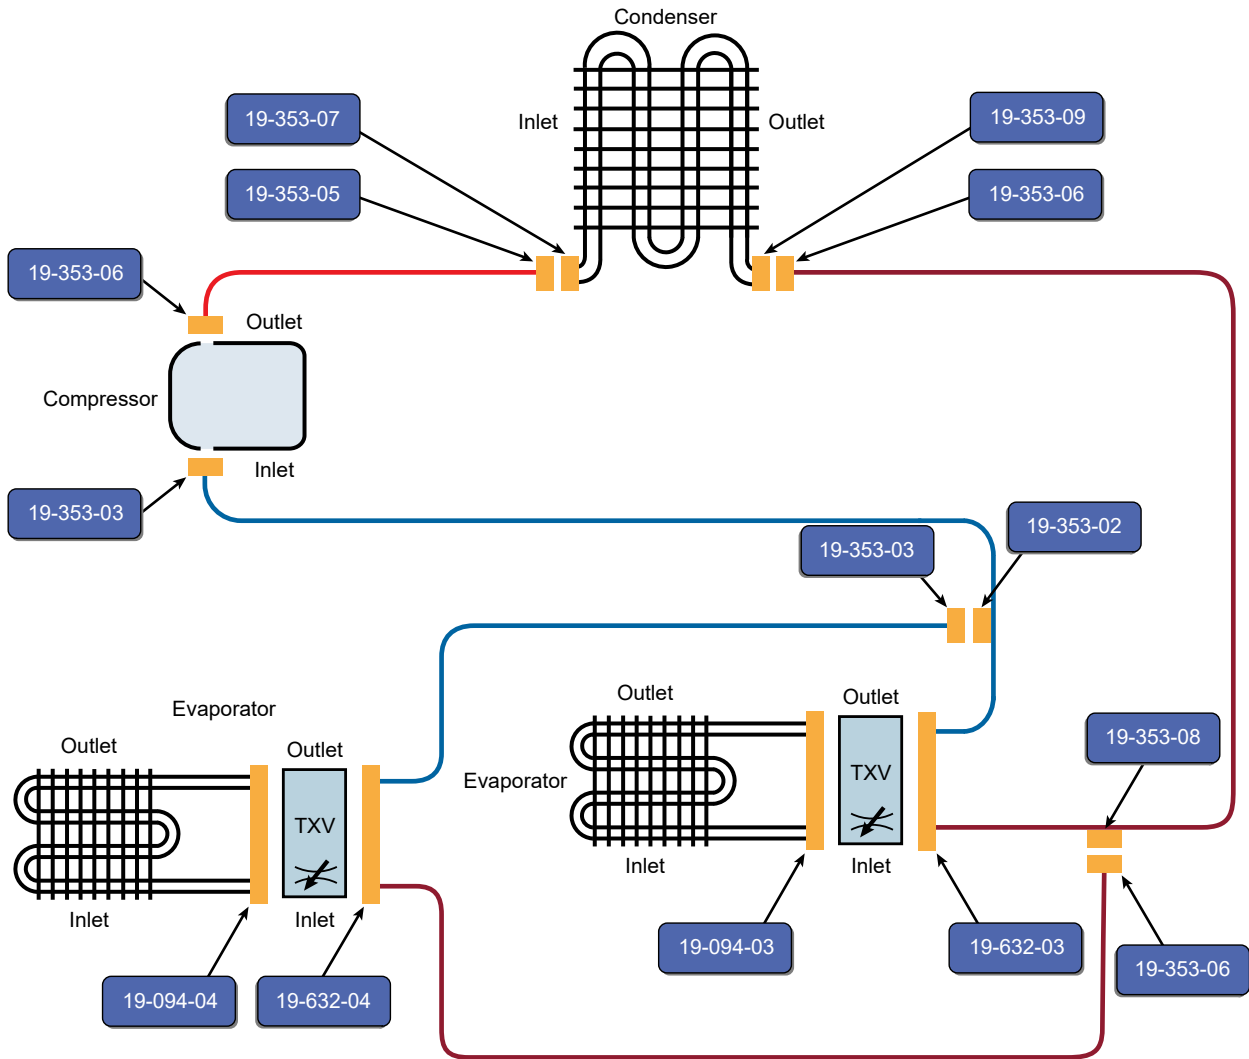 Condenser
19-353-07
Inlet
Outlet
19-353-09
19-353-05
19-353-06
19-353-06
Outlet
Compressor
Inlet
19-353-03
19-353-03
19-353-02
Outlet
Outlet
Evaporator
Outlet
Outlet
19-353-08
Evaporator
TXV
TXV
Inlet
Inlet
Inlet
Inlet
19-094-03
19-632-03
19-353-06
19-094-04
19-632-04